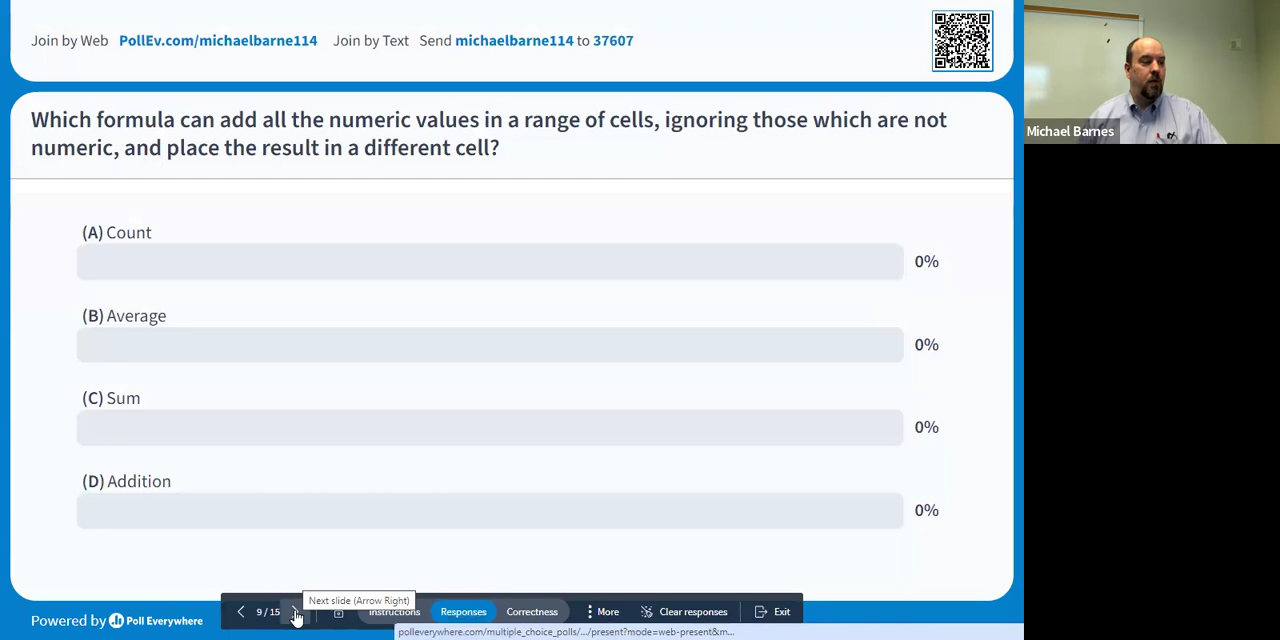 Join by Web PollEv.com/michaelbarne114 Join by Text Send michaelbarne114 to 37607
Michael Barnes
Which formula can add all the numeric values in a range of cells, ignoring those which are not
numeric, and place the result in a different cell?
(A) Count
0%
(B) Average
0%
(C) Sum
0%
(D) Addition
0%
Next slide (Arrow Right)
9 / 15
Instructions
Responses
Correctness
More
Clear responses
Exit
Powered by Poll Everywhere
polleverywhere.com/multiple_choice_polls/.../present?mode=web-present&m...